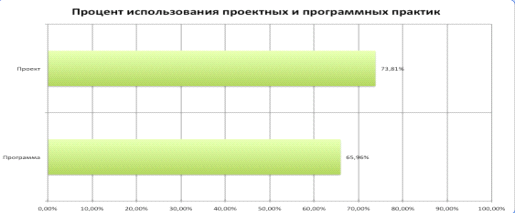 Процент использования проектных и программных практик
Проект
73,81%
Программа
65,96%
0,00% 10,00% 20,00% 30,00% 40,00% 50,00% 60,00% 70,00% 80,00% 90,00% 100,00%